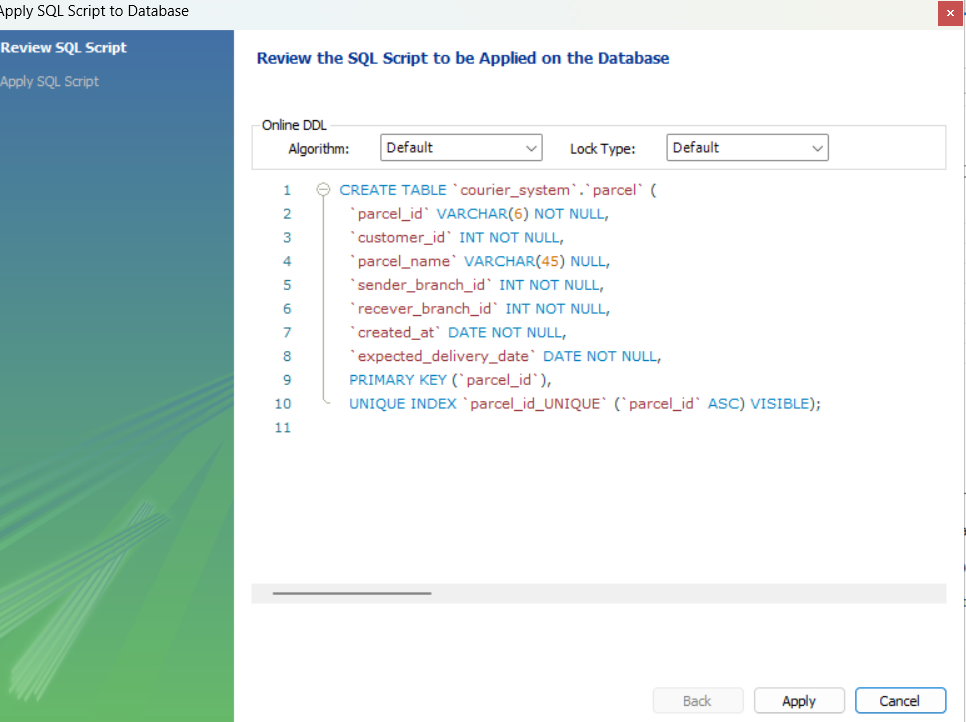 Apply SQL Script to Database
Review SQL Script
Apply SQL Script
Review the SQL Script to be Applied on the Database
Online DDL
Algorithm: Default Lock Type: Default
1 CREATE TABLE `courier_system`.`parcel` (
2 `parcel_id` VARCHAR(6) NOT NULL,
3 `customer_id` INT NOT NULL,
4 `parcel_name` VARCHAR(45) NULL,
5 `sender_branch_id` INT NOT NULL,
6 `recever_branch_id` INT NOT NULL,
7 `created_at` DATE NOT NULL,
8 `expected_delivery_date` DATE NOT NULL,
9 PRIMARY KEY (`parcel_id`),
10 UNIQUE INDEX `parcel_id_UNIQUE` (`parcel_id` ASC) VISIBLE);
11
Back Apply Cancel